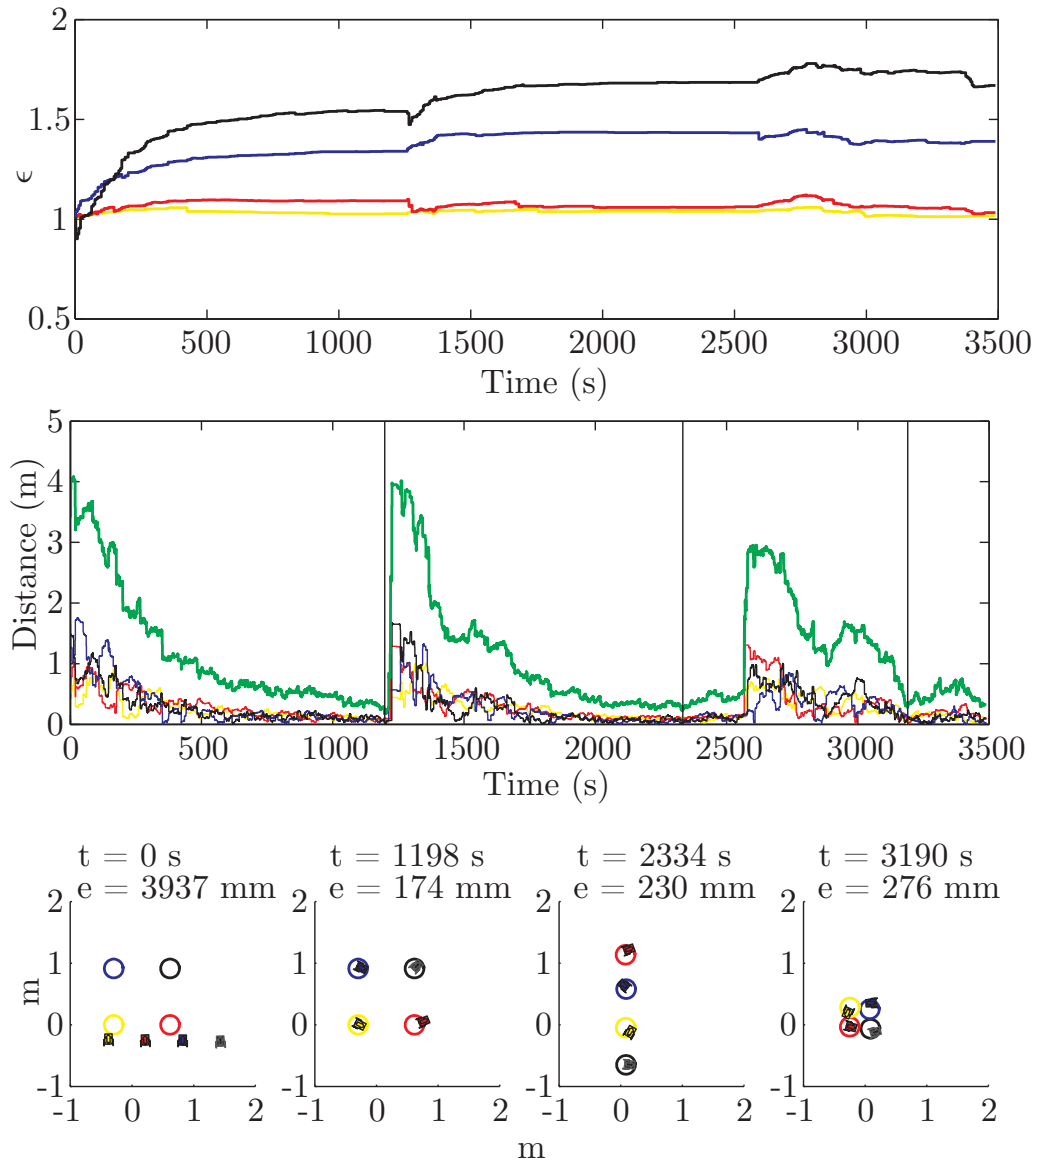 2
1.5
1
0.5
ϵ
0 500 1000 1500 2000 2500 3000 3500
Time (s)
5
4
3
2
1
0
Distance (m)
0 500 1000 1500 2000 2500 3000 3500
Time (s)
t = 0 s
e = 3937 mm
t = 1198 s
e = 174 mm
t = 2334 s
e = 230 mm
t = 3190 s
e = 276 mm
2 2 2 2
1 1 1 1
m
0 0 0 0
-1 -1 -1 -1
-1 0 1 2 -1 0 1 2 -1 0 1 2 -1 0 1 2
m